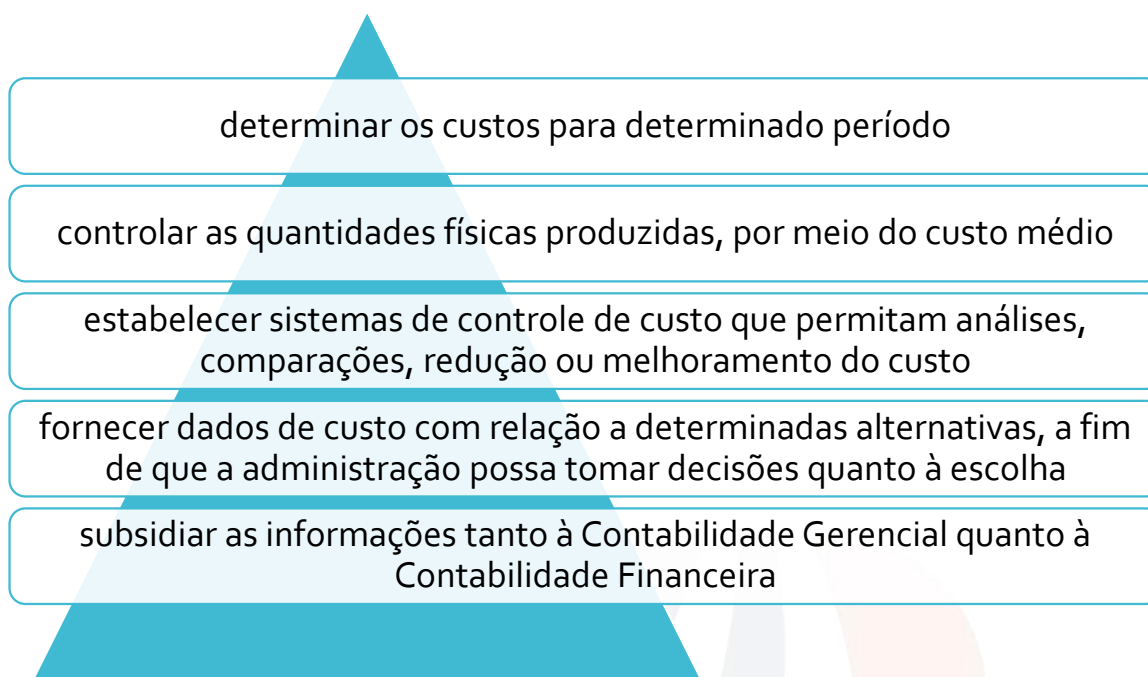 determinar os custos para determinado período
controlar as quantidades físicas produzidas, por meio do custo médio
estabelecer sistemas de controle de custo que permitam análises,
comparações, redução ou melhoramento do custo
fornecer dados de custo com relação a determinadas alternativas, a fim
de que a administração possa tomar decisões quanto à escolha
subsidiar as informações tanto à Contabilidade Gerencial quanto à
Contabilidade Financeira